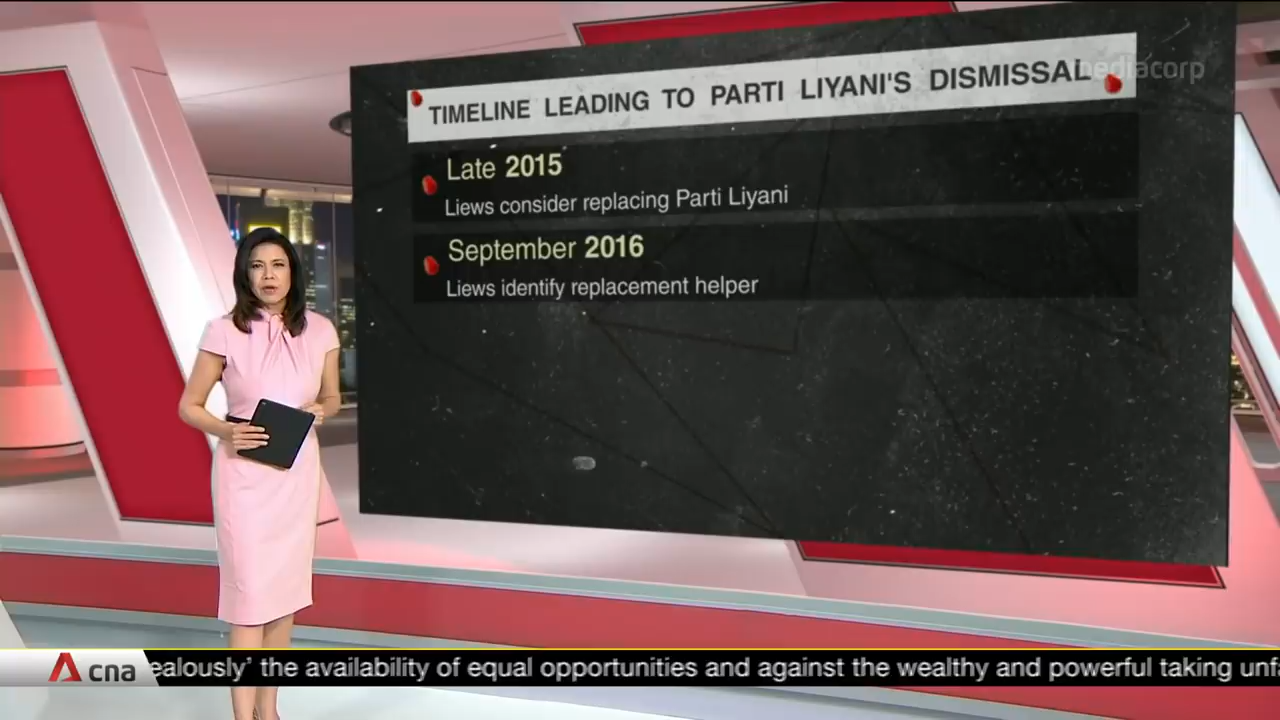 mediacorp
TIMELINE LEADING TO PARTI LIYANI'S DISMISSAL
Late 2015
Liews consider replacing Parti Liyani
September 2016
Liews identify replacement helper
cna
ealously' the availability of equal opportunities and against the wealthy and powerful taking unfa